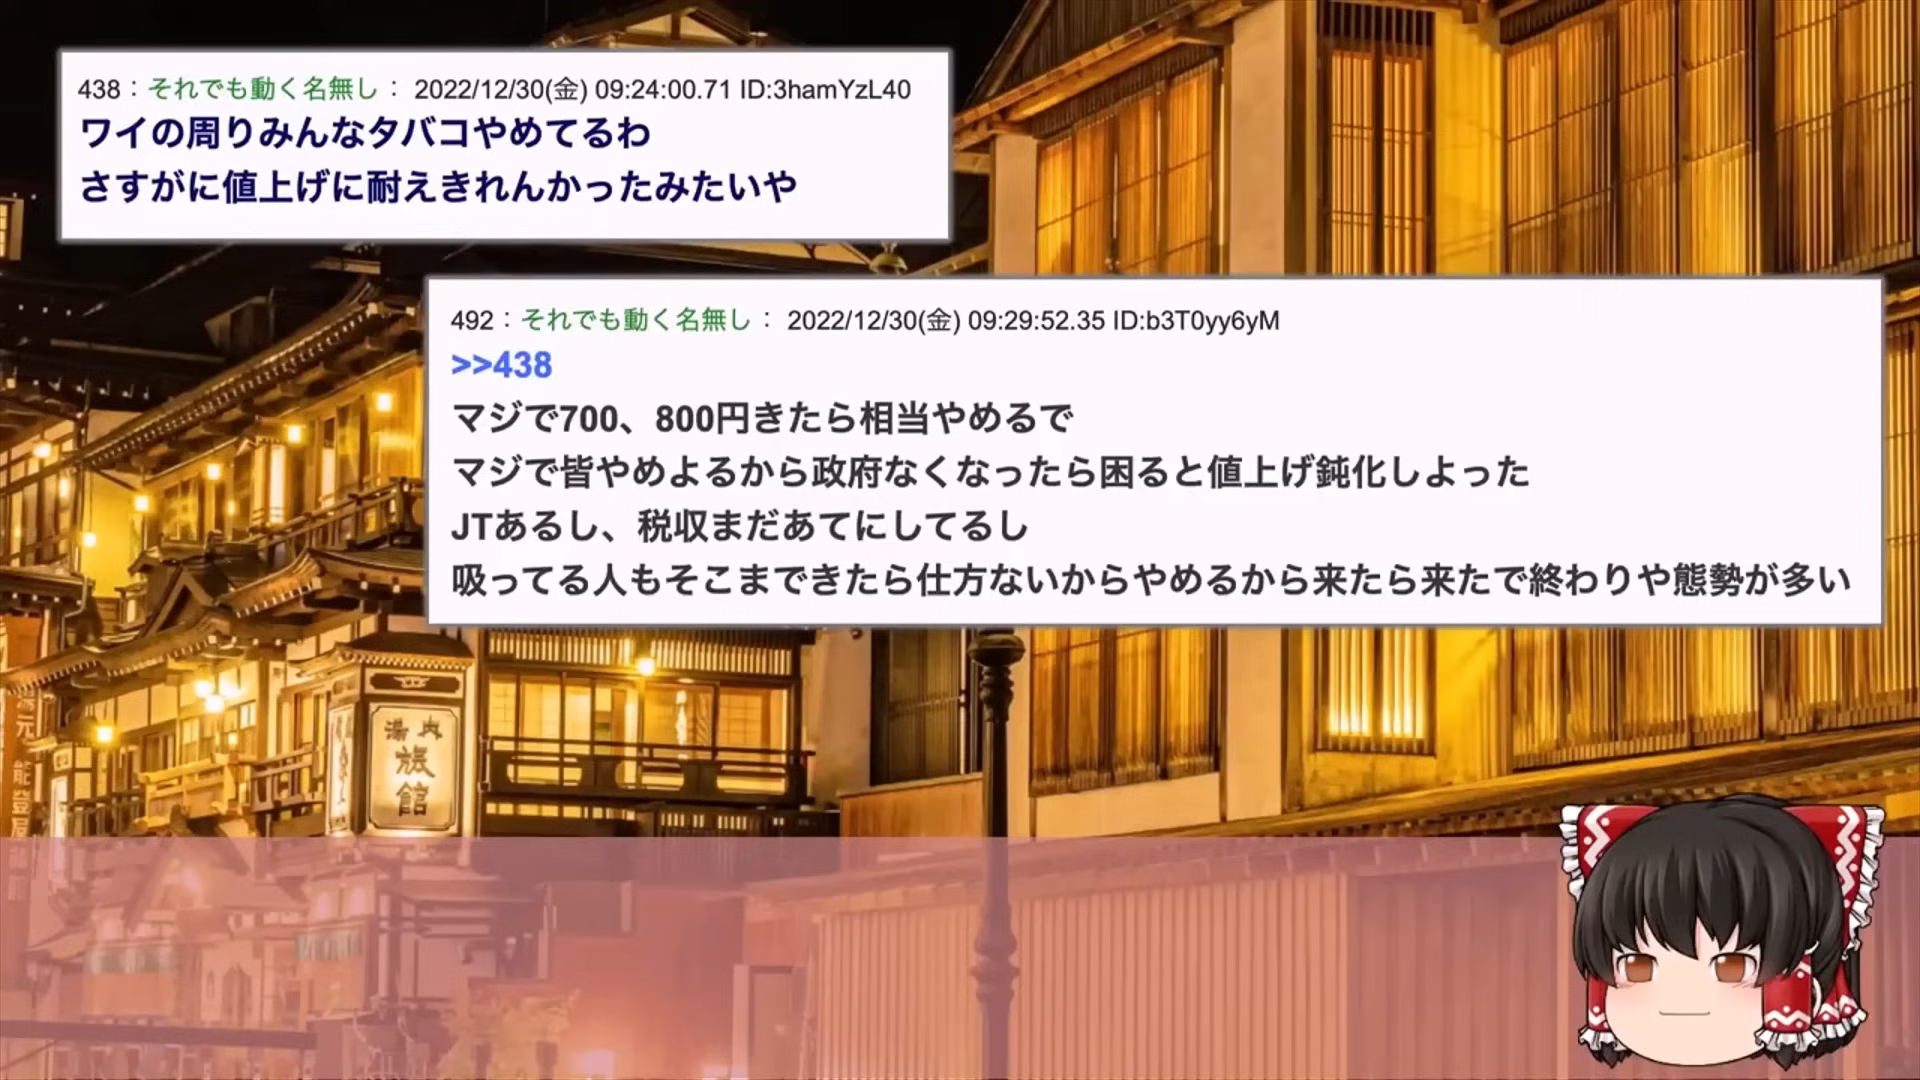 438：それでも動く名無し： 2022/12/30(金) 09:24:00.71 ID:3hamYzL40
ワイの周りみんなタバコやめてるわ
さすがに値上げに耐えきれんかったみたいや
492：それでも動く名無し： 2022/12/30(金) 09:29:52.35 ID:b3T0yy6yM
>>438
マジで700、800円きたら相当やめるで
マジで皆やめよるから政府なくなったら困ると値上げ鈍化しよった
JTあるし、税収まだあてにしてるし
吸ってる人もそこまできたら仕方ないからやめるから来たら来たで終わりや態勢が多い
湯内
旅
館